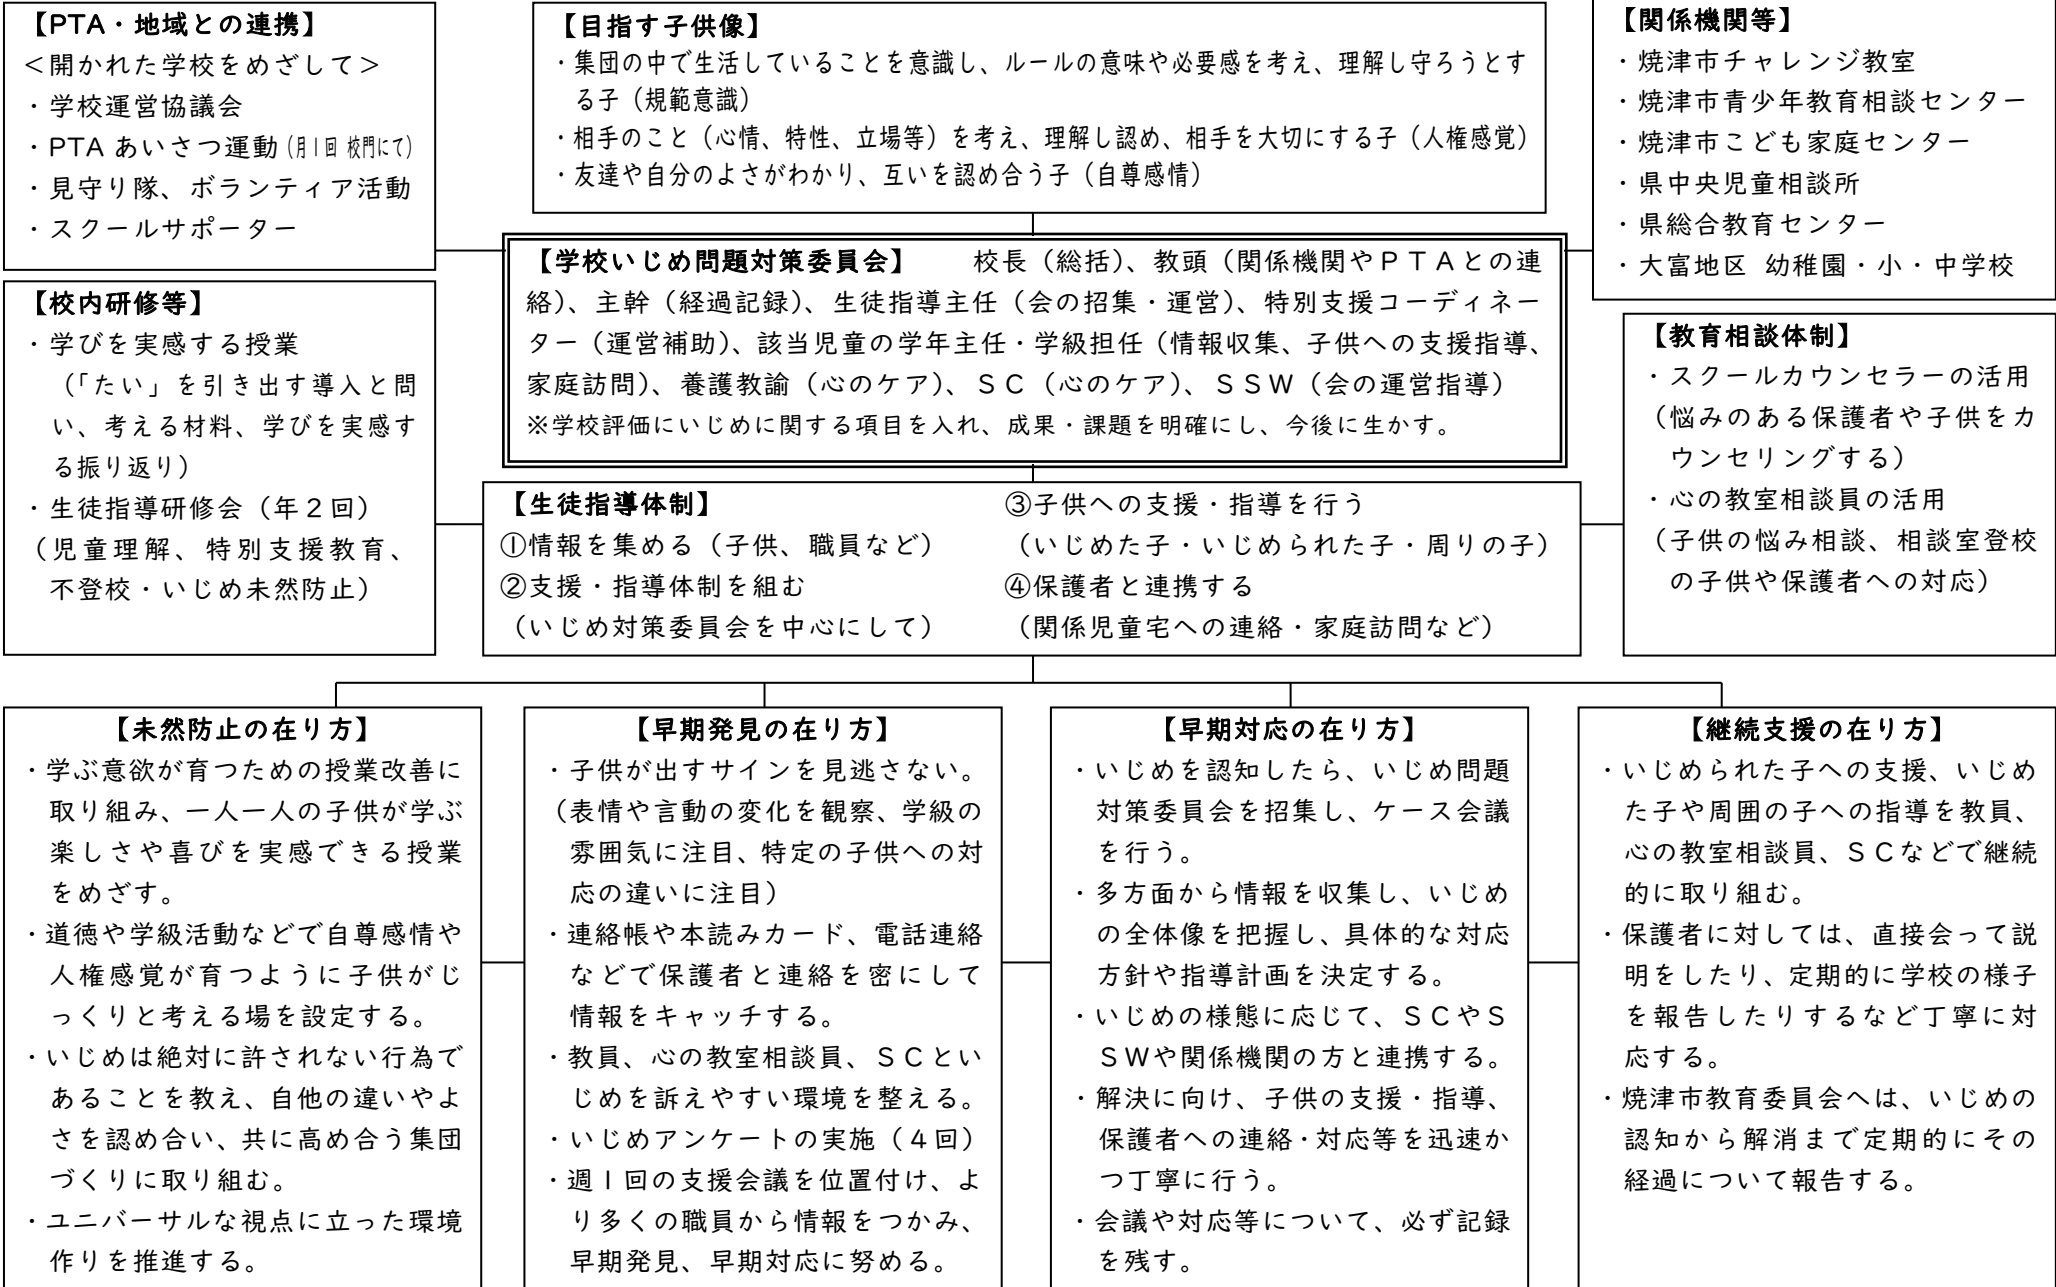 【PTA・地域との連携】
＜開かれた学校をめざして＞
・学校運営協議会
・PTA あいさつ運動(月1回 校門にて)
・見守り隊、ボランティア活動
・スクールサポーター
【目指す子供像】
・集団の中で生活していることを意識し、ルールの意味や必要感を考え、理解し守ろうとす
る子（規範意識）
・相手のこと（心情、特性、立場等）を考え、理解し認め、相手を大切にする子（人権感覚）
・友達や自分のよさがわかり、互いを認め合う子（自尊感情）
【関係機関等】
・焼津市チャレンジ教室
・焼津市青少年教育相談センター
・焼津市こども家庭センター
・県中央児童相談所
・県総合教育センター
・大富地区 幼稚園・小・中学校
【学校いじめ問題対策委員会】　　校長（総括）、教頭（関係機関やＰＴＡとの連
絡）、主幹（経過記録）、生徒指導主任（会の招集・運営）、特別支援コーディネー
ター（運営補助）、該当児童の学年主任・学級担任（情報収集、子供への支援指導、
家庭訪問）、養護教諭（心のケア）、ＳＣ（心のケア）、ＳＳＷ（会の運営指導）
※学校評価にいじめに関する項目を入れ、成果・課題を明確にし、今後に生かす。
【校内研修等】
・学びを実感する授業
（「たい」を引き出す導入と問
い、考える材料、学びを実感す
る振り返り）
・生徒指導研修会（年２回）
（児童理解、特別支援教育、
不登校・いじめ未然防止）
【教育相談体制】
・スクールカウンセラーの活用
（悩みのある保護者や子供をカ
ウンセリングする）
・心の教室相談員の活用
（子供の悩み相談、相談室登校
の子供や保護者への対応）
【生徒指導体制】
①情報を集める（子供、職員など）
②支援・指導体制を組む
（いじめ対策委員会を中心にして）
③子供への支援・指導を行う
（いじめた子・いじめられた子・周りの子）
④保護者と連携する
（関係児童宅への連絡・家庭訪問など）
【未然防止の在り方】
・学ぶ意欲が育つための授業改善に
取り組み、一人一人の子供が学ぶ
楽しさや喜びを実感できる授業
をめざす。
・道徳や学級活動などで自尊感情や
人権感覚が育つように子供がじ
っくりと考える場を設定する。
・いじめは絶対に許されない行為で
あることを教え、自他の違いやよ
さを認め合い、共に高め合う集団
づくりに取り組む。
・ユニバーサルな視点に立った環境
作りを推進する。
【早期発見の在り方】
・子供が出すサインを見逃さない。
（表情や言動の変化を観察、学級の
雰囲気に注目、特定の子供への対
応の違いに注目）
・連絡帳や本読みカード、電話連絡
などで保護者と連絡を密にして
情報をキャッチする。
・教員、心の教室相談員、ＳＣとい
じめを訴えやすい環境を整える。
・いじめアンケートの実施（４回）
・週１回の支援会議を位置付け、よ
り多くの職員から情報をつかみ、
早期発見、早期対応に努める。
【早期対応の在り方】
・いじめを認知したら、いじめ問題
対策委員会を招集し、ケース会議
を行う。
・多方面から情報を収集し、いじめ
の全体像を把握し、具体的な対応
方針や指導計画を決定する。
・いじめの様態に応じて、ＳＣやＳ
ＳＷや関係機関の方と連携する。
・解決に向け、子供の支援・指導、
保護者への連絡・対応等を迅速か
つ丁寧に行う。
・会議や対応等について、必ず記録
を残す。
【継続支援の在り方】
・いじめられた子への支援、いじめ
た子や周囲の子への指導を教員、
心の教室相談員、ＳＣなどで継続
的に取り組む。
・保護者に対しては、直接会って説
明をしたり、定期的に学校の様子
を報告したりするなど丁寧に対
応する。
・焼津市教育委員会へは、いじめの
認知から解消まで定期的にその
経過について報告する。